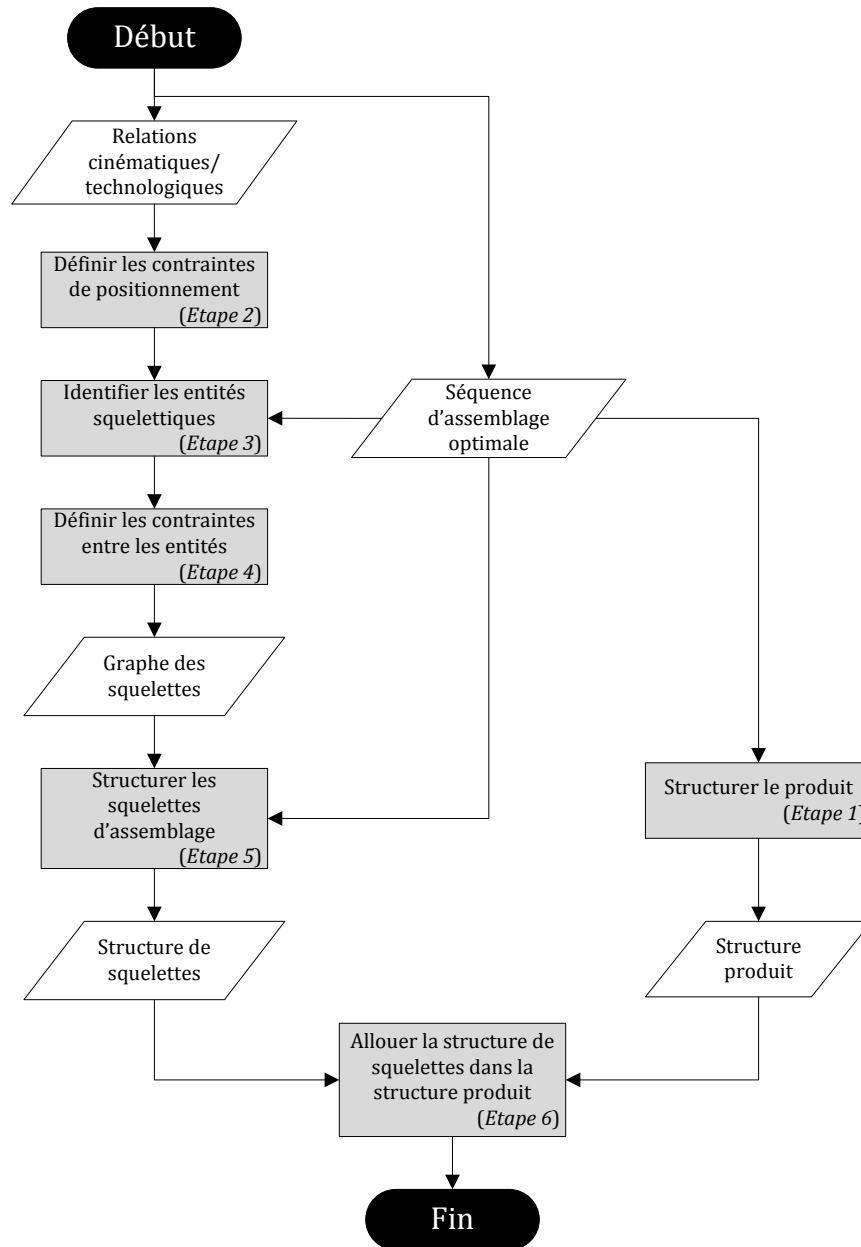 Début
Relations
cinématiques/
technologiques
Définir les contraintes
de positionnement
(Etape 2)
Identifier les entités
squelettiques
(Etape 3)
Séquence
d'assemblage
optimale
Définir les contraintes
entre les entités
(Etape 4)
Graphe des
squelettes
Structurer les
squelettes
d'assemblage
(Etape 5)
Structurer le produit
(Etape 1)
Structure de
squelettes
Structure
produit
Allouer la structure de
squelettes dans la
structure produit
(Etape 6)
Fin